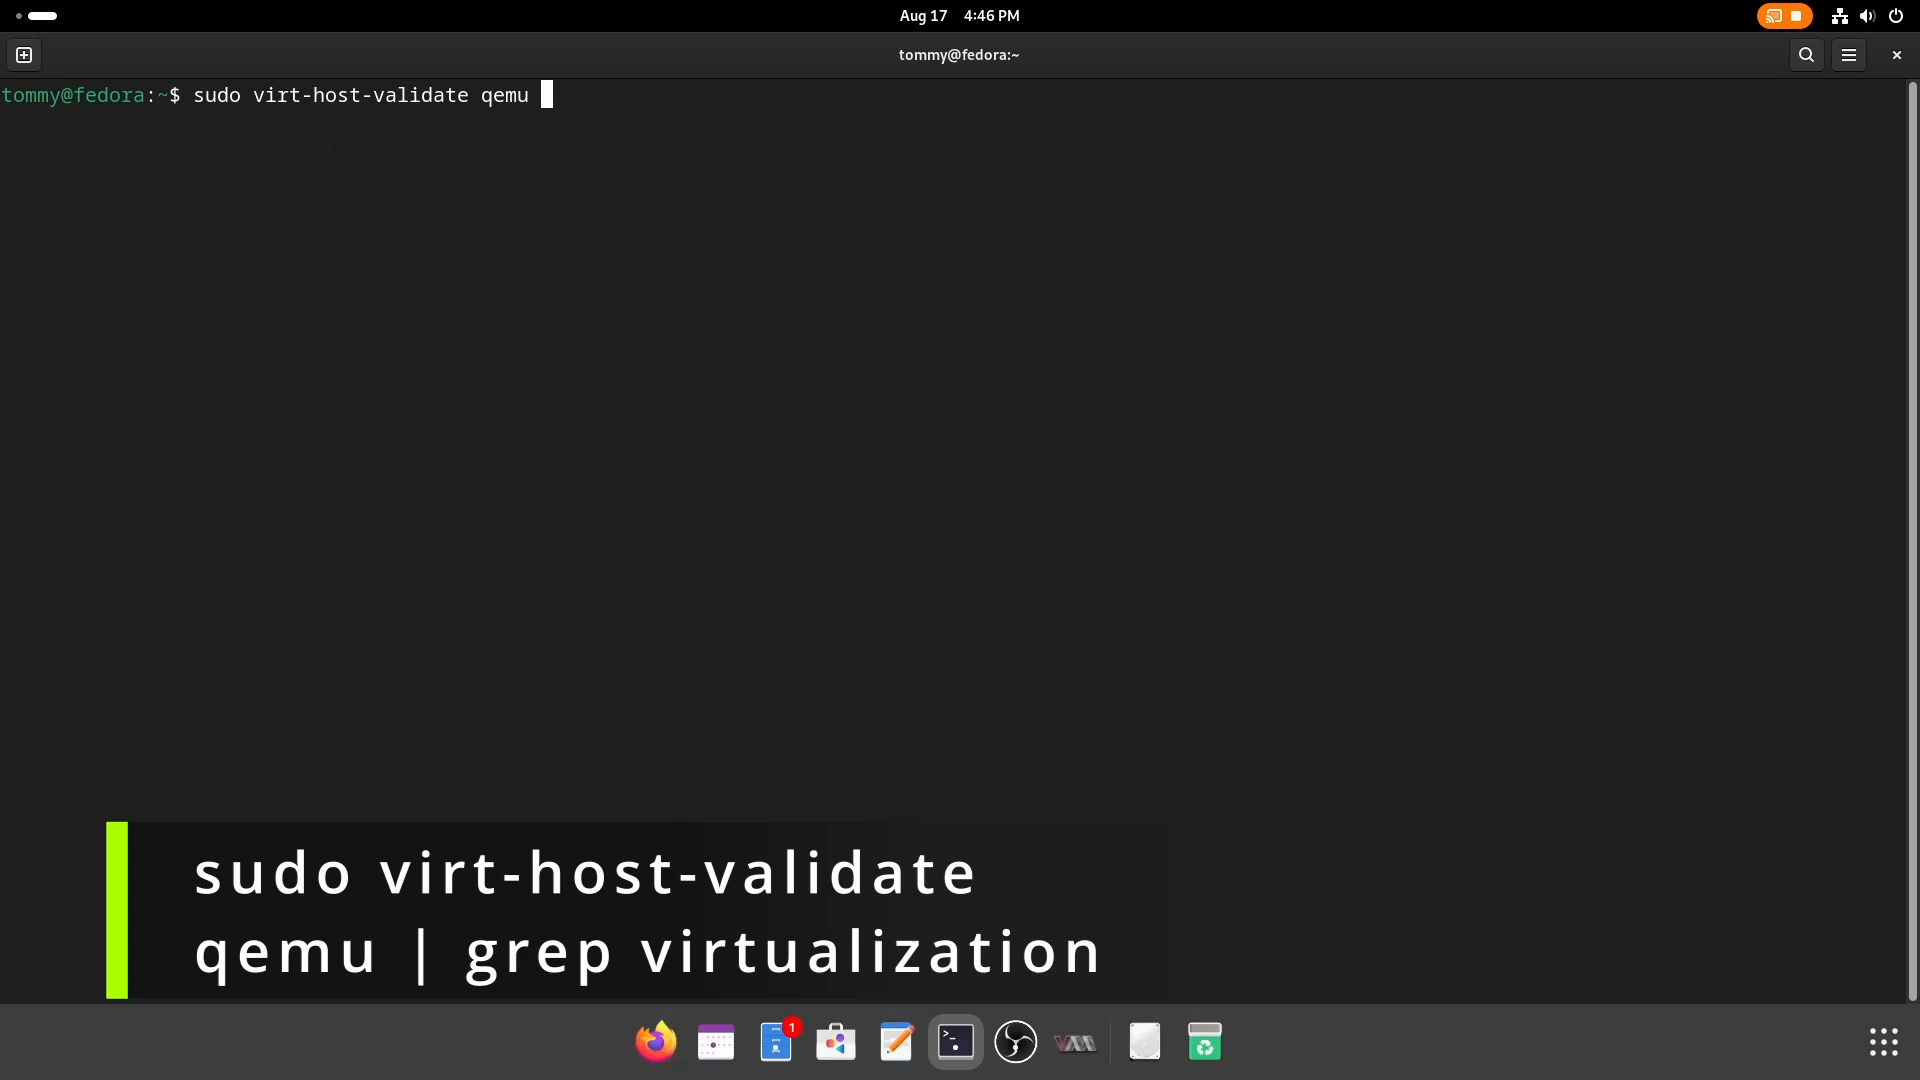 Aug 17 4:46 PM
tommy@fedora:~
tommy@fedora:~$ sudo virt-host-validate qemu
sudo virt-host-validate
qemu | grep virtualization
1